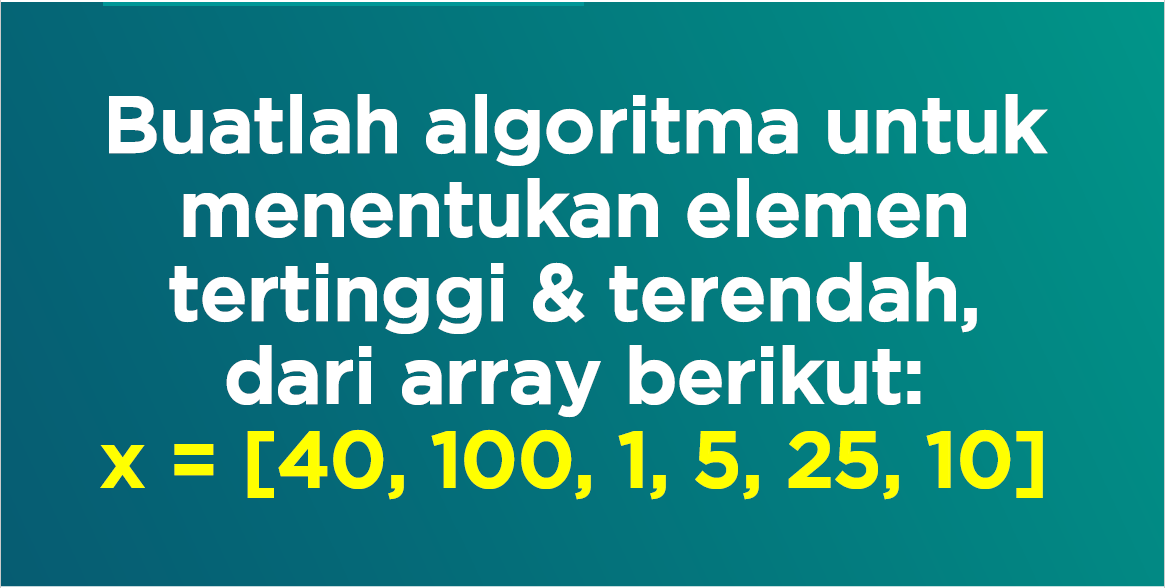 Buatlah algoritma untuk
menentukan elemen
tertinggi & terendah,
dari array berikut:
x = [40, 100, 1, 5, 25, 10]